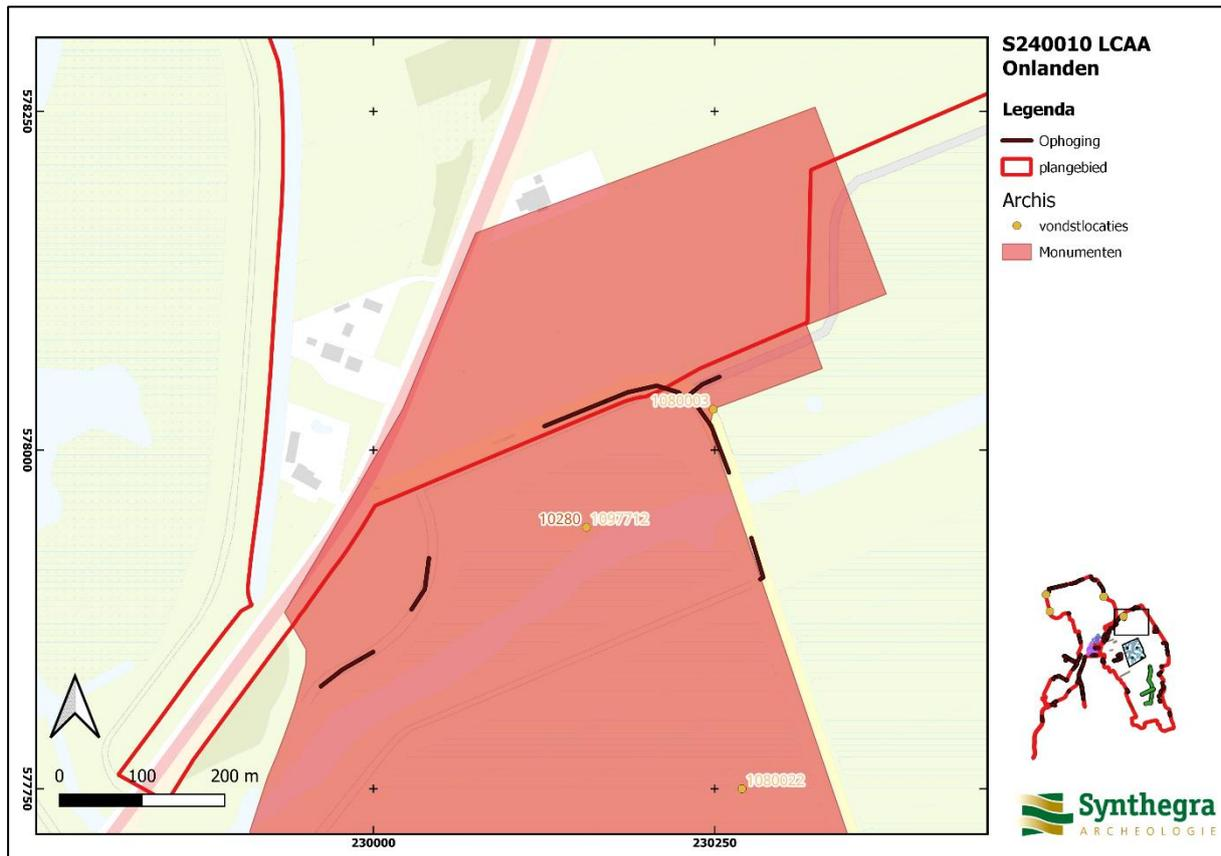 S240010 LCAA
Onlanden
Legenda
Ophoging
plangebied
Archis
vondstlocaties
Monumenten
578250
578000
577750
230000
230250
1080003
10280
1097712
1080022
0
100
200 m
Synthegra
ARCHEOLOGIE